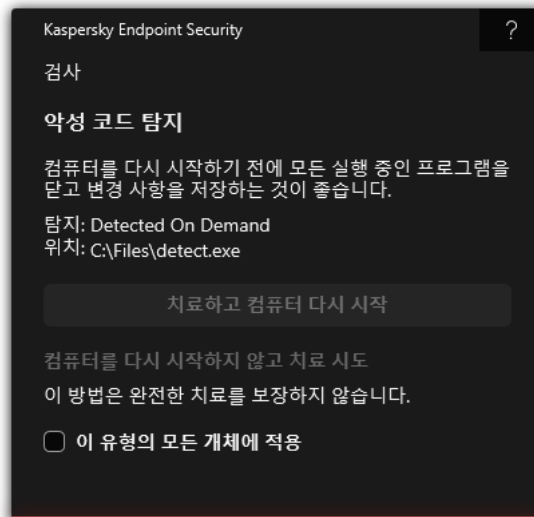 Kaspersky Endpoint Security
?
검사
악성 코드 탐지
컴퓨터를 다시 시작하기 전에 모든 실행 중인 프로그램을
닫고 변경 사항을 저장하는 것이 좋습니다.
탐지: Detected On Demand
위치: C:\Files\detect.exe
치료하고 컴퓨터 다시 시작
컴퓨터를 다시 시작하지 않고 치료 시도
이 방법은 완전한 치료를 보장하지 않습니다.
이 유형의 모든 개체에 적용